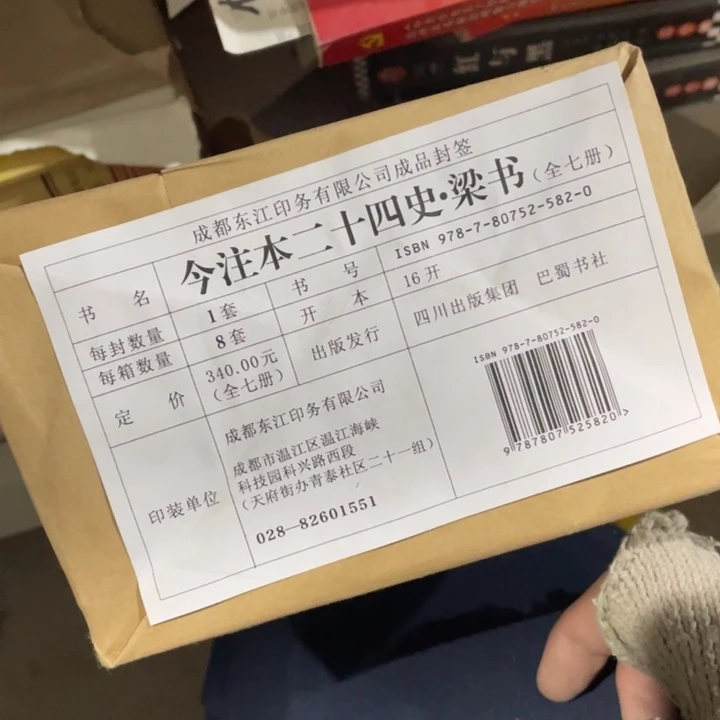 成都东江印务有限公司成品封签
书 名 今注本二十四史·梁书（全七册）
每封数量 1套 书 号 ISBN 978-7-80752-582-0
每箱数量 8套 开 本 16开
定 价 340.00元
（全七册） 出版发行 四川出版集团 巴蜀书社
印装单位 成都东江印务有限公司
成都市温江区温江海峡
科技园科兴路西段
（天府街办青泰社区二十一组）
028—82601551
ISBN 978-7-80752-582-0
9 787807 525820 >